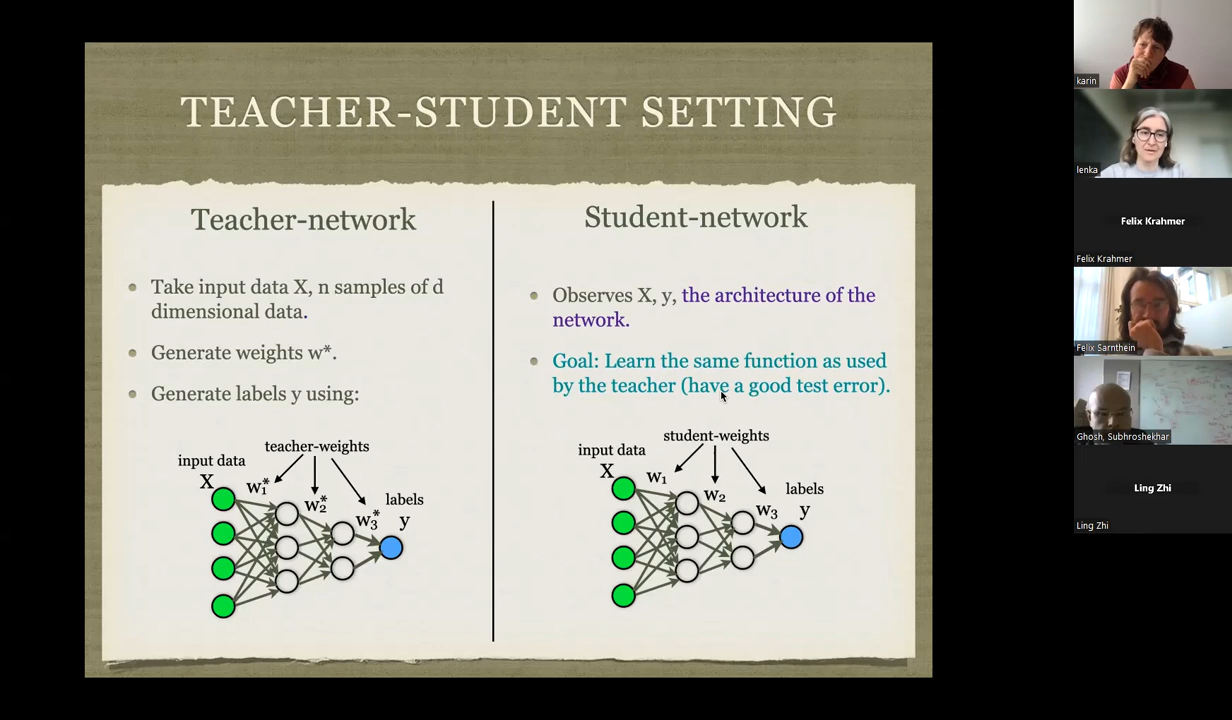 TEACHER-STUDENT SETTING
Teacher-network
Take input data X, n samples of d
dimensional data.
Generate weights w*.
Generate labels y using:
teacher-weights
input data
X
w₁*
w₂*
w₃*
labels
y
Student-network
Observes X, y, the architecture of the
network.
Goal: Learn the same function as used
by the teacher (have a good test error).
student-weights
input data
X
w₁
w₂
w₃
labels
y
karin
lenka
Felix Krahmer
Felix Krahmer
Felix Sarnthein
Ghosh, Subhroshekhar
Ling Zhi
Ling Zhi